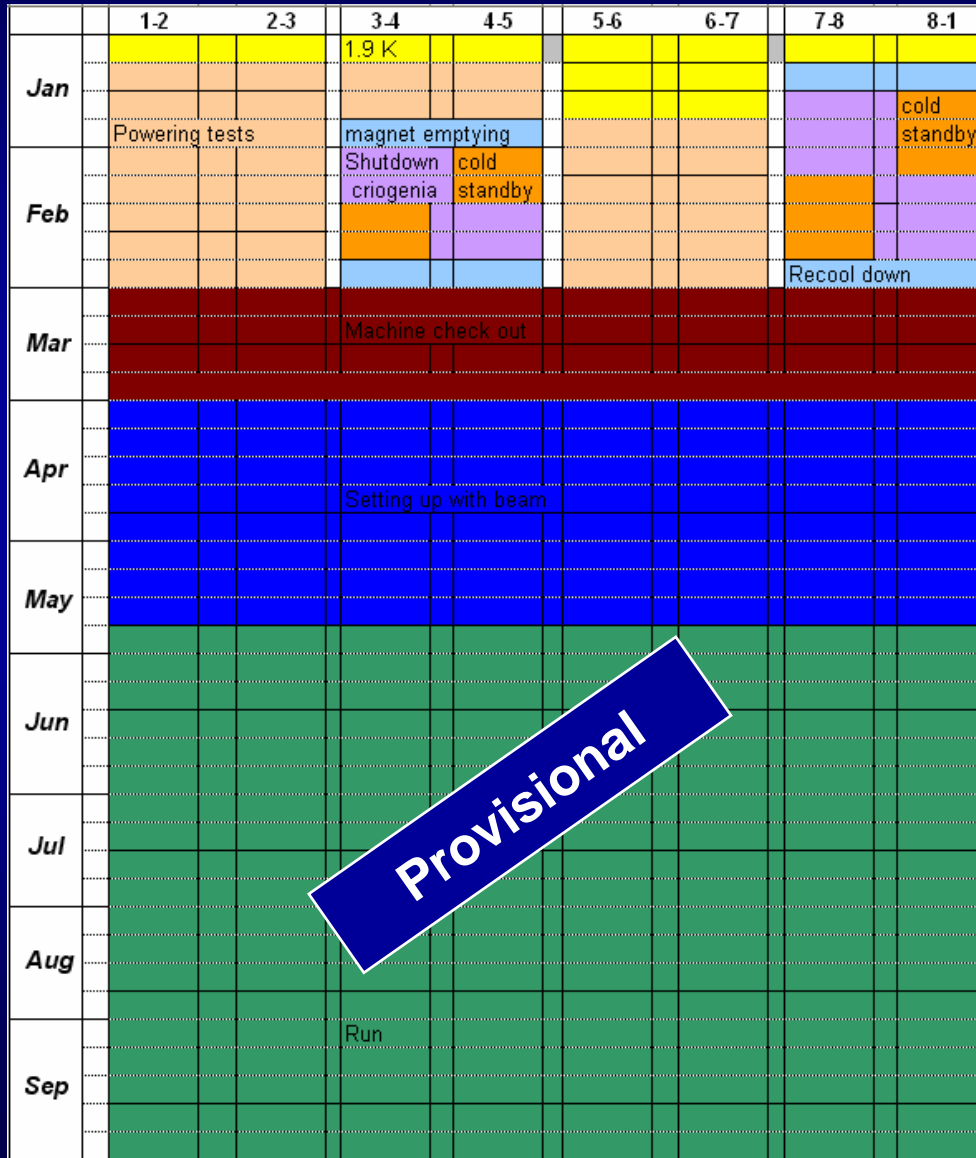 1-2 2-3 3-4 4-5 5-6 6-7 7-8 8-1
1.9 K
Jan
cold
Powering tests magnet emptying standby
Shutdown cold
criogenia standby
Feb
Recool down
Machine check out
Mar
Apr
Setting up with beam
May
Jun
Provisional
Jul
Aug
Run
Sep